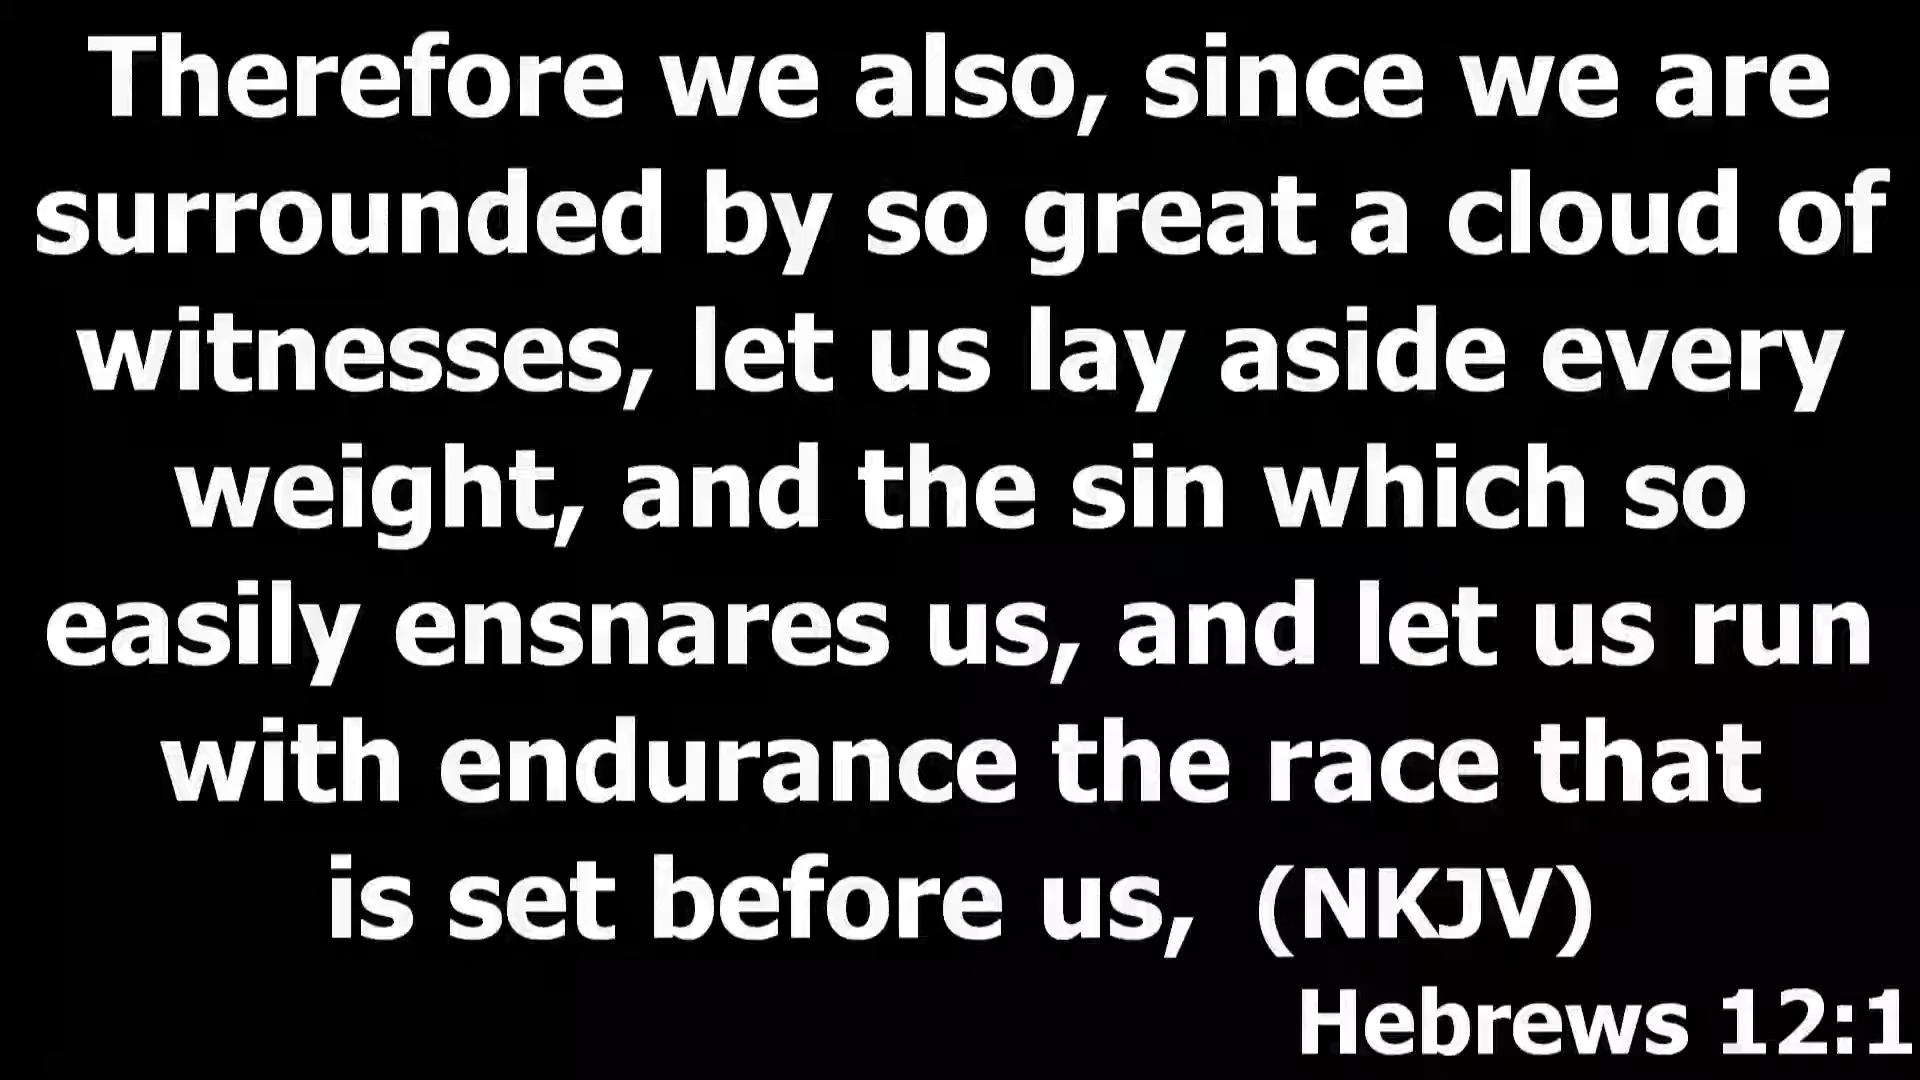 Therefore we also, since we are
surrounded by so great a cloud of
witnesses, let us lay aside every
weight, and the sin which so
easily ensnares us, and let us run
with endurance the race that
is set before us, (NKJV)
Hebrews 12:1